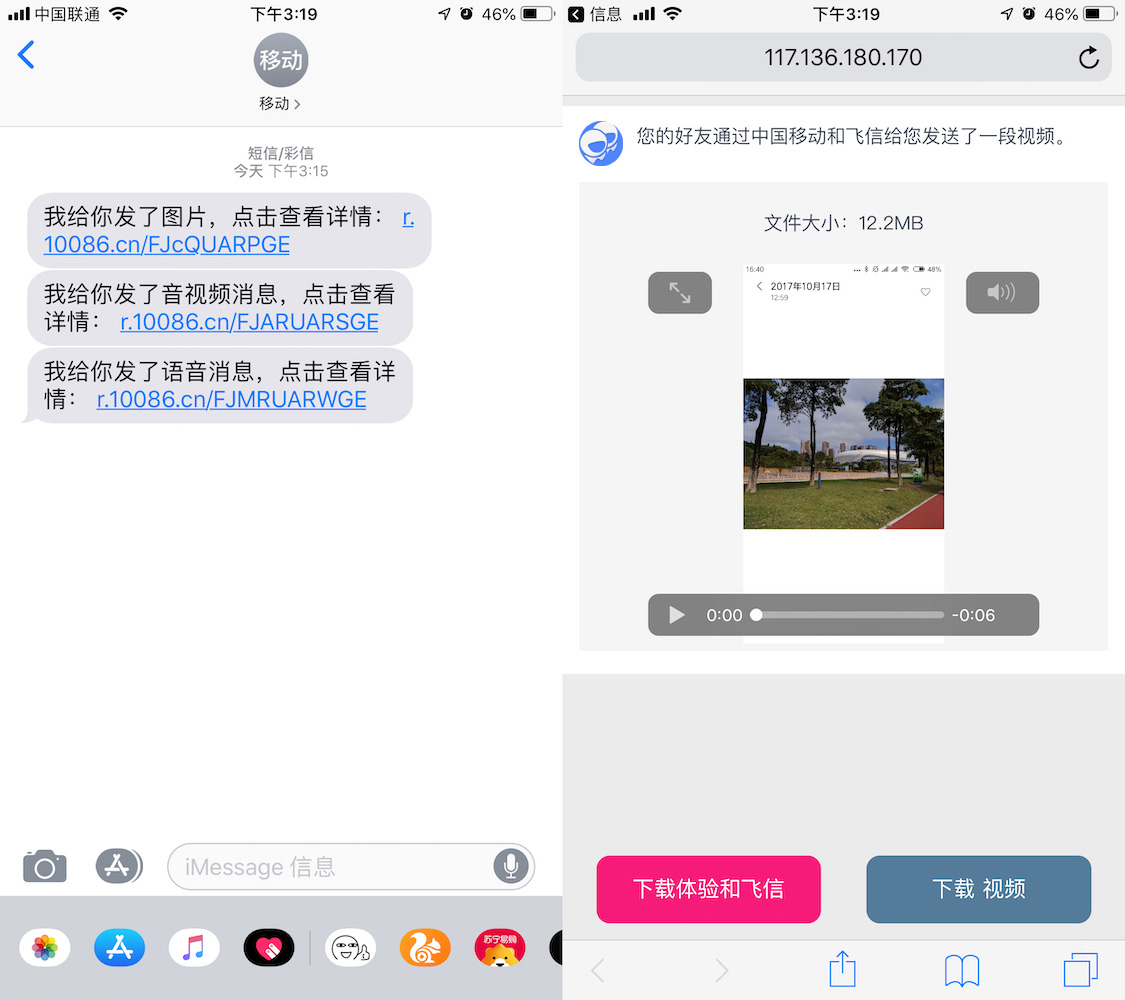 中国联通
下午3:19
46%
移动
移动
短信/彩信
今天 下午3:15
我给你发了图片，点击查看详情： r.
10086.cn/FJcQUARPGE
我给你发了音视频消息，点击查看
详情： r.10086.cn/FJARUARSGE
我给你发了语音消息，点击查看详
情： r.10086.cn/FJMRUARWGE
iMessage 信息
苏宁易购
信息
下午3:19
46%
117.136.180.170
您的好友通过中国移动和飞信给您发送了一段视频。
文件大小：12.2MB
16:40
48%
2017年10月17日
12:59
0:00
-0:06
下载体验和飞信
下载 视频